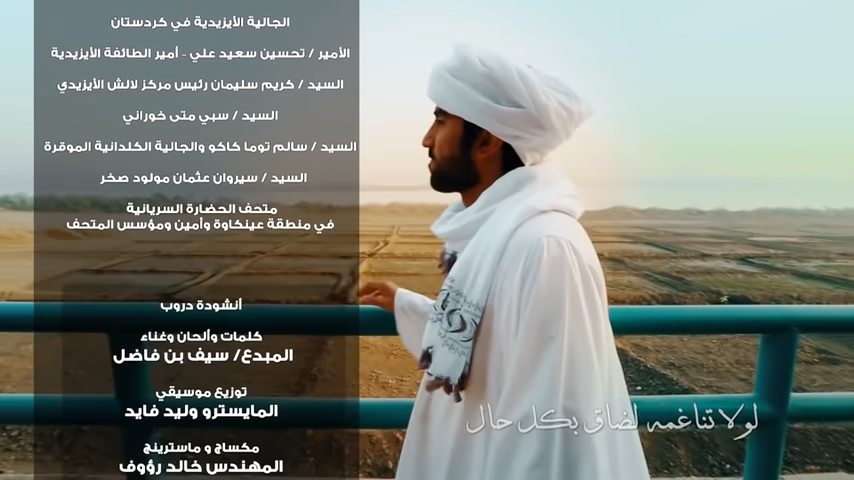 الجالية الأيزيدية في كردستان
الأمير / تحسين سعيد علي - أمير الطائفة الأيزيدية
السيد / كريم سليمان رئيس مركز لالش الأيزيدي
السيد / سبي متى خوراني
السيد / سالم توما كاكو والجالية الكلدانية الموقرة
السيد / سيروان عثمان مولود صخر
متحف الحضارة السريانية
في منطقة عينكاوة وأمين ومؤسس المتحف
أنشودة دروب
كلمات وألحان وغناء
المبدع/ سيف بن فاضل
توزيع موسيقي
المايسترو وليد فايد
مكساج و ماسترينج
المهندس خالد رؤوف
لولا تناغمه لضاق بكل حال